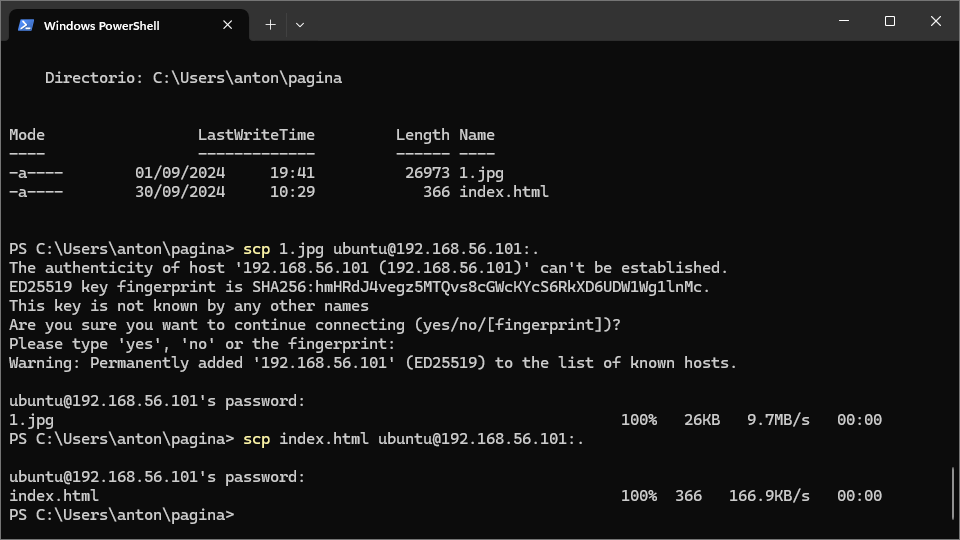 Windows PowerShell
Directorio: C:\Users\anton\pagina
Mode LastWriteTime Length Name
---- ------------- ------ ----
-a---- 01/09/2024 19:41 26973 1.jpg
-a---- 30/09/2024 10:29 366 index.html
PS C:\Users\anton\pagina> scp 1.jpg ubuntu@192.168.56.101:.
The authenticity of host '192.168.56.101 (192.168.56.101)' can't be established.
ED25519 key fingerprint is SHA256:hmHRdJ4vegz5MTQvs8cGWcKYcS6RkXD6UDW1Wg1lnMc.
This key is not known by any other names
Are you sure you want to continue connecting (yes/no/[fingerprint])?
Please type 'yes', 'no' or the fingerprint:
Warning: Permanently added '192.168.56.101' (ED25519) to the list of known hosts.
ubuntu@192.168.56.101's password:
1.jpg 100% 26KB 9.7MB/s 00:00
PS C:\Users\anton\pagina> scp index.html ubuntu@192.168.56.101:.
ubuntu@192.168.56.101's password:
index.html 100% 366 166.9KB/s 00:00
PS C:\Users\anton\pagina>